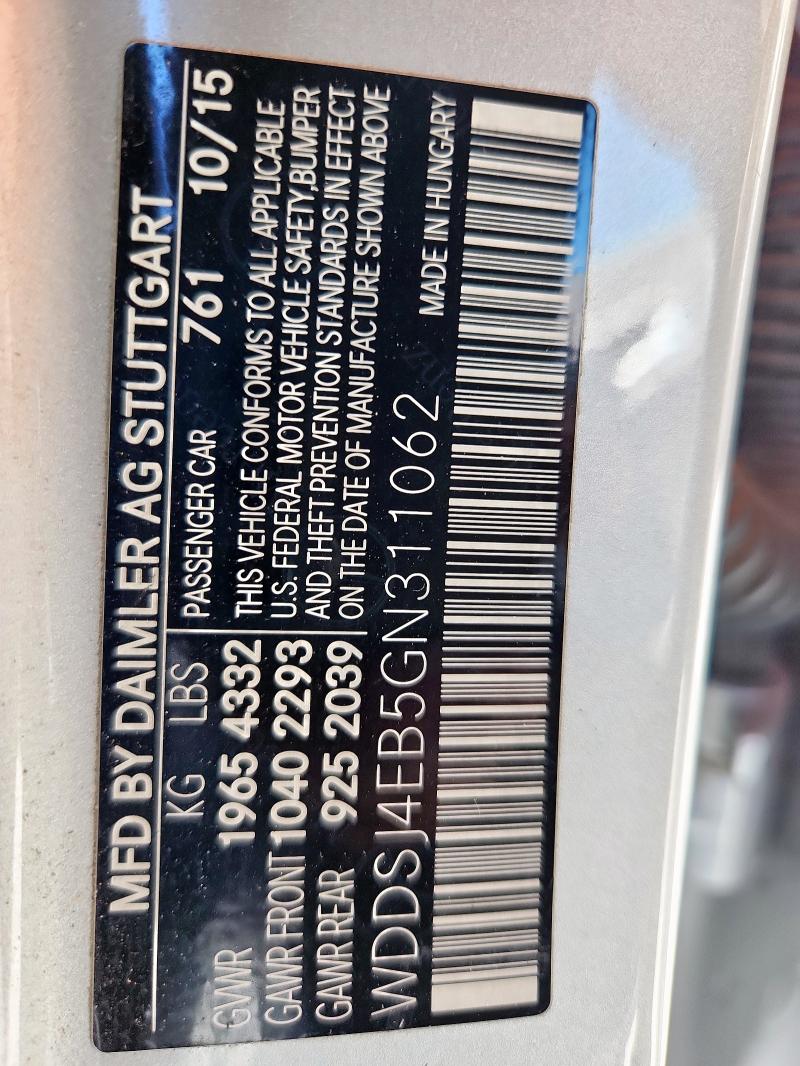 MFD BY DAIMLER AG STUTTGART
KG LBS PASSENGER CAR 761 10/15
GVWR 1965 4332 THIS VEHICLE CONFORMS TO ALL APPLICABLE
GAWR FRONT 1040 2293 U.S. FEDERAL MOTOR VEHICLE SAFETY,BUMPER
GAWR REAR 925 2039 AND THEFT PREVENTION STANDARDS IN EFFECT
ON THE DATE OF MANUFACTURE SHOWN ABOVE
WDDSJ4EB5GN311062 MADE IN HUNGARY